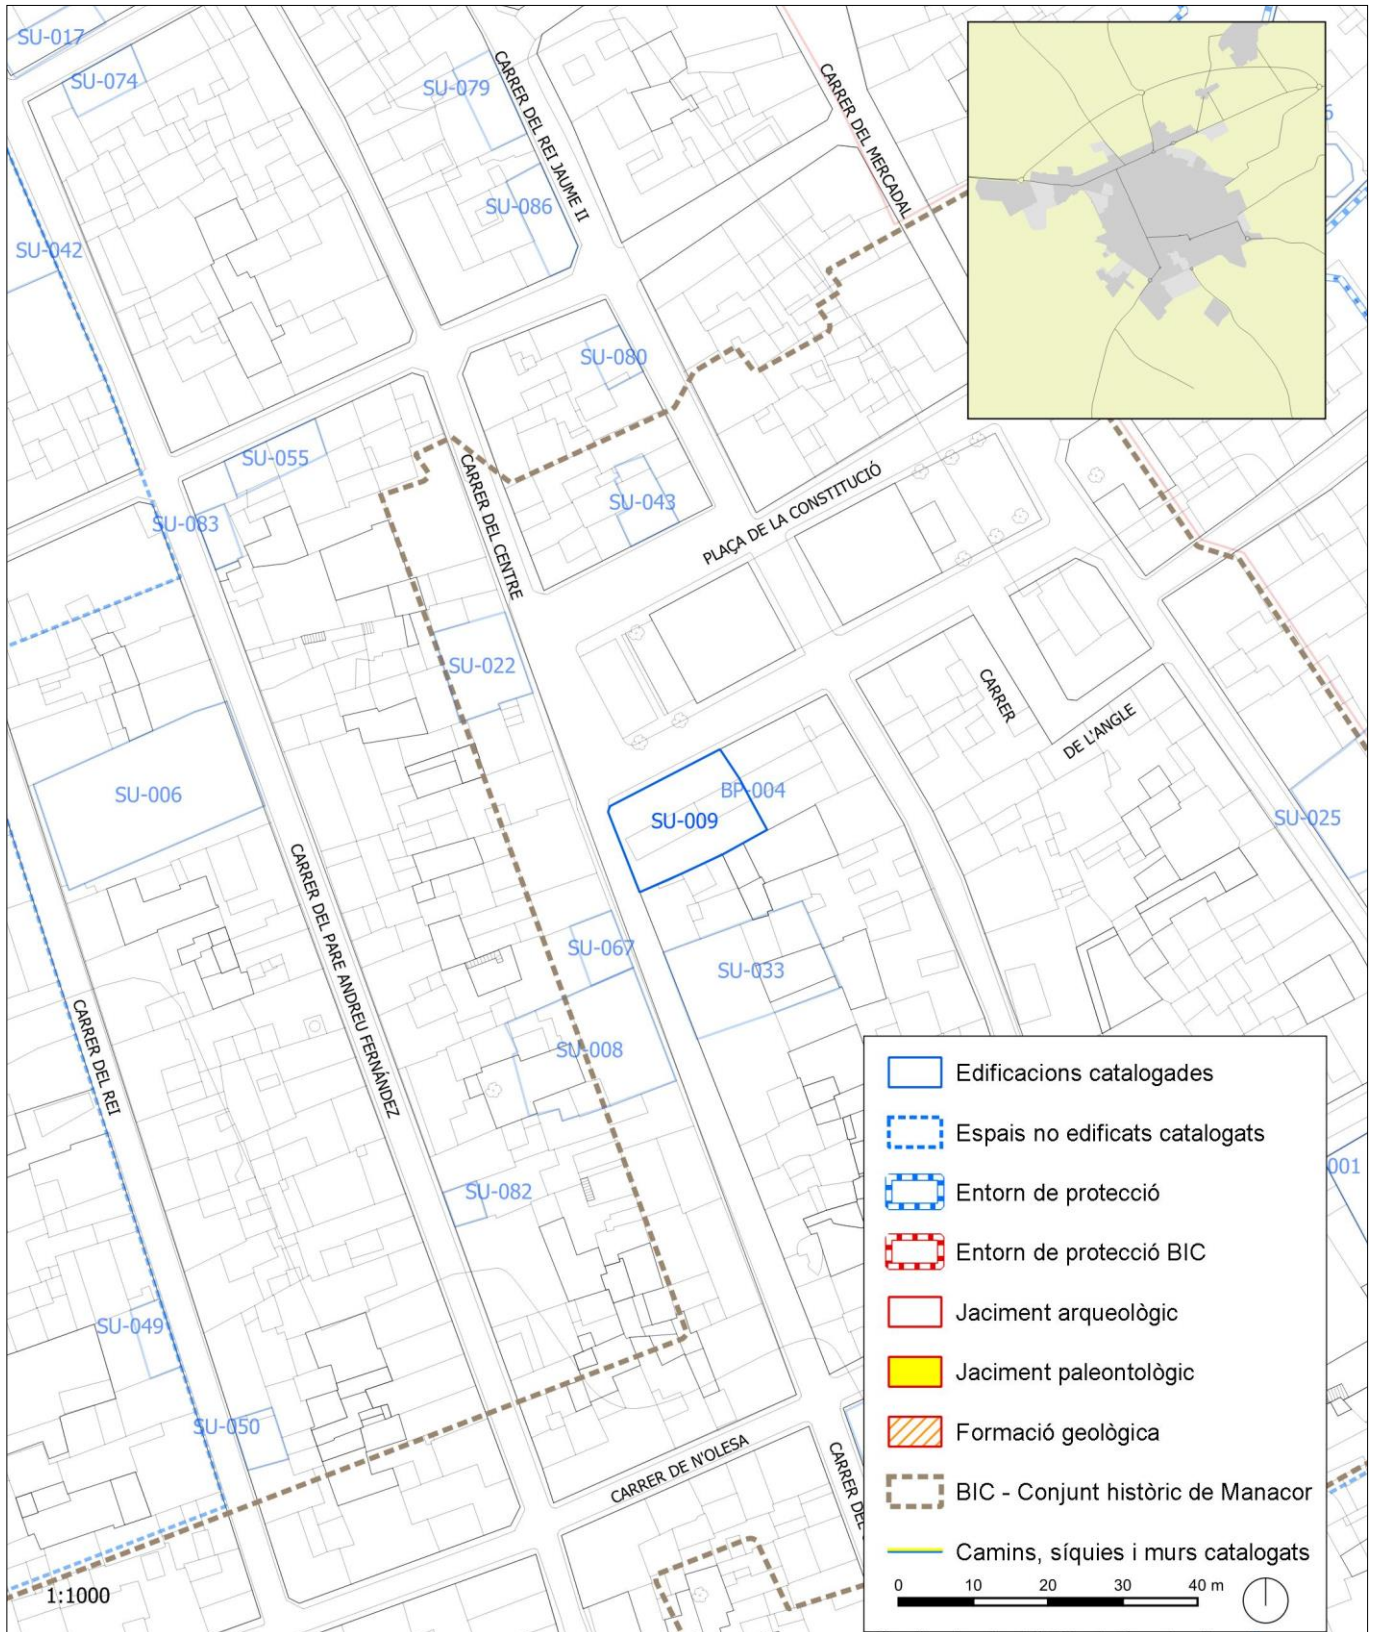 SU-017
SU-074
SU-079
CARRER DEL REI JAUME II
CARRER DEL MERCADAL
SU-086
SU-042
SU-080
SU-055
SU-083
CARRER DEL CENTRE
SU-043
PLAÇA DE LA CONSTITUCIÓ
SU-022
CARRER
DE L'ANGLE
SU-006
BP-004
SU-009
SU-025
CARRER DEL PARE ANDREU FERNÁNDEZ
SU-067
SU-033
CARRER DEL REI
SU-008
SU-082
001
SU-049
SU-050
CARRER DE N'OLESA
CARRER DEL
1:1000
Edificacions catalogades
Espais no edificats catalogats
Entorn de protecció
Entorn de protecció BIC
Jaciment arqueològic
Jaciment paleontològic
Formació geològica
BIC - Conjunt històric de Manacor
Camins, síquies i murs catalogats
0 10 20 30 40 m